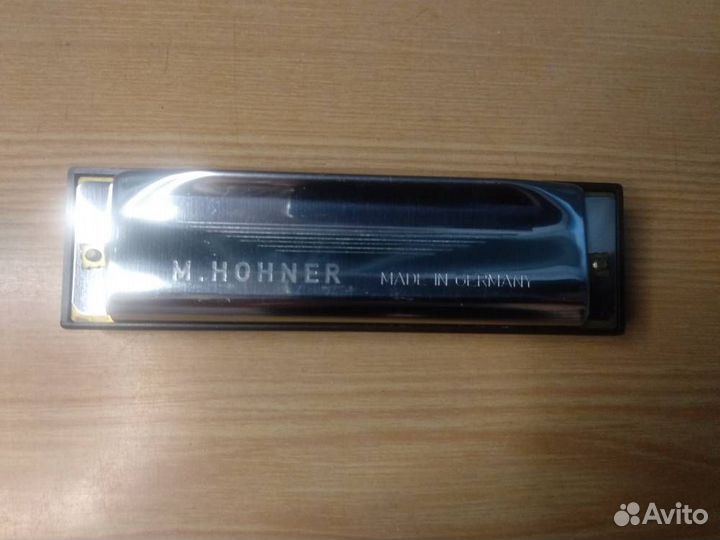 M. HOHNER MADE IN GERMANY
Avito